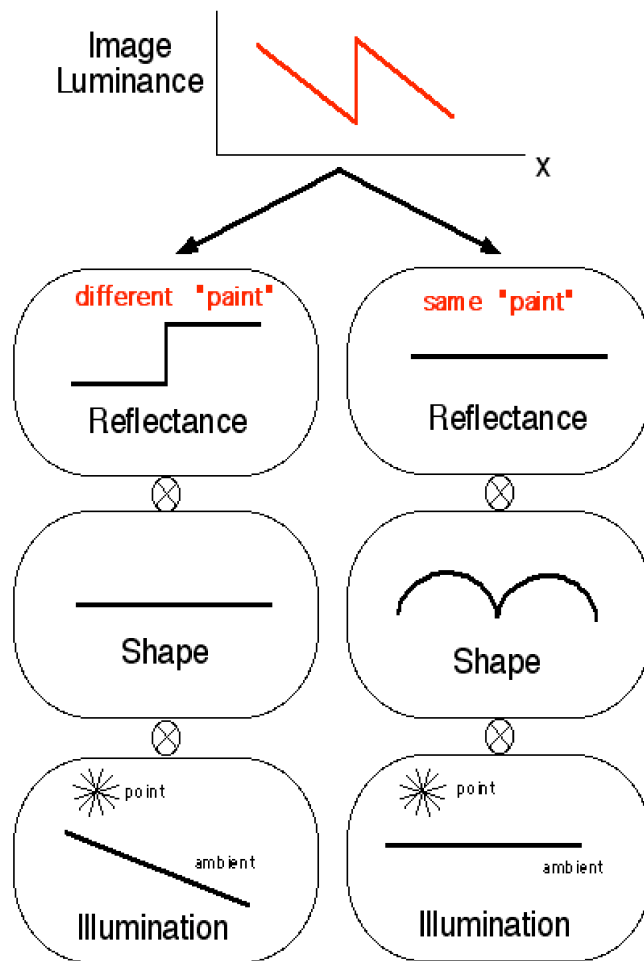 Image
Luminance
X
different "paint"
Reflectance
same "paint"
Reflectance
Shape
Shape
point
ambient
Illumination
point
ambient
Illumination